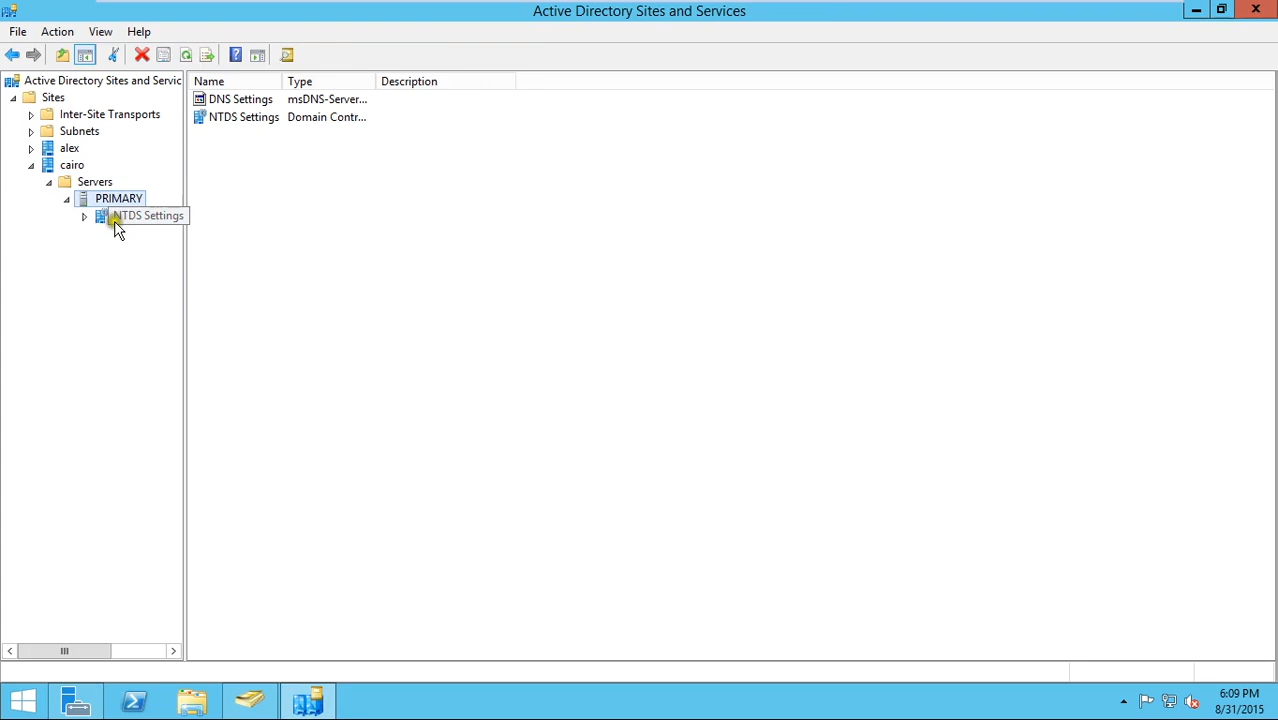 Active Directory Sites and Services
File Action View Help
Active Directory Sites and Servic
Sites
Inter-Site Transports
Subnets
alex
cairo
Servers
PRIMARY
NTDS Settings
Name Type Description
DNS Settings msDNS-Server...
NTDS Settings Domain Contr...
6:09 PM
8/31/2015